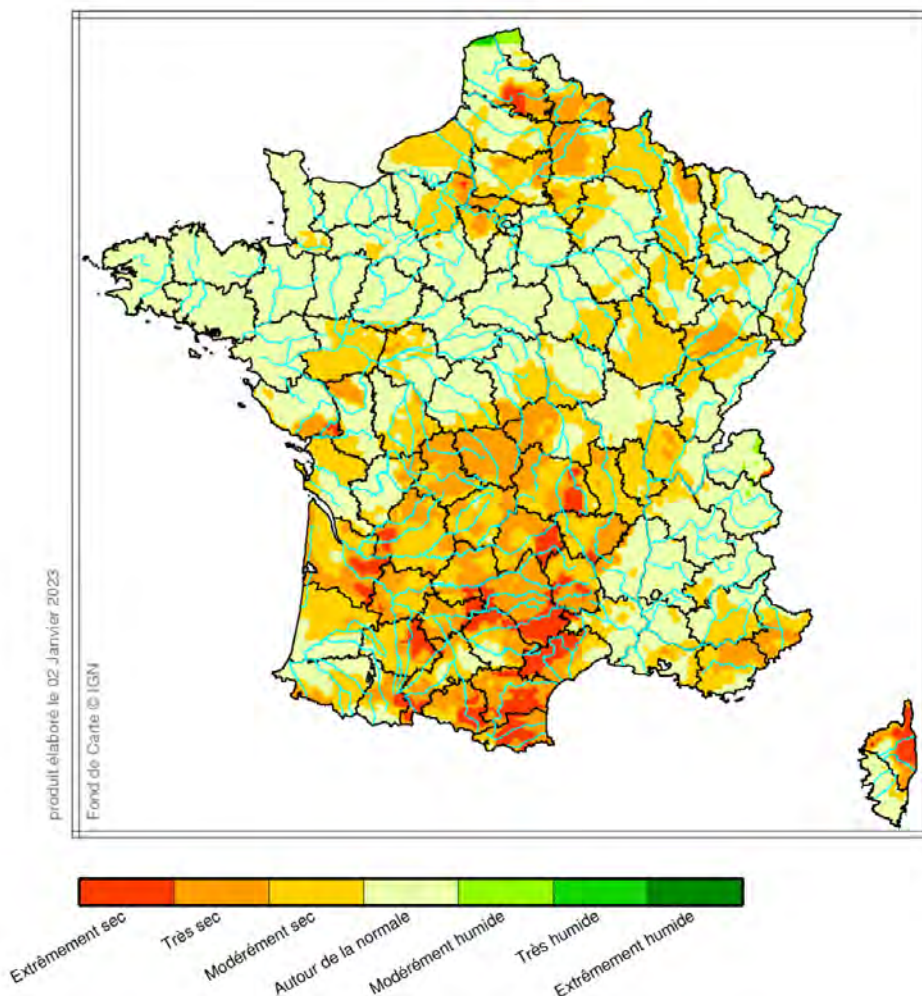 produit élaboré le 02 Janvier 2023
Fond de Carte © IGN
Extrêmement sec
Très sec
Modérément sec
Autour de la normale
Modérément humide
Très humide
Extrêmement humide